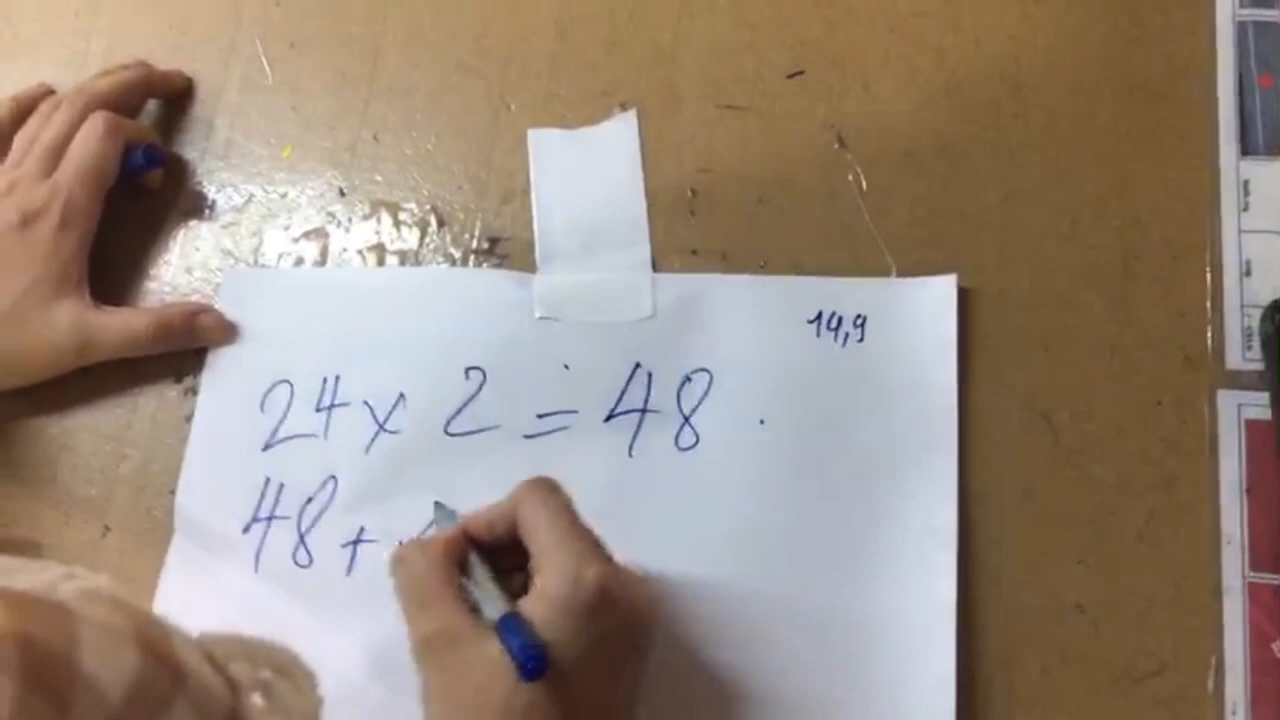 14,9
24 x 2 = 48
48 +